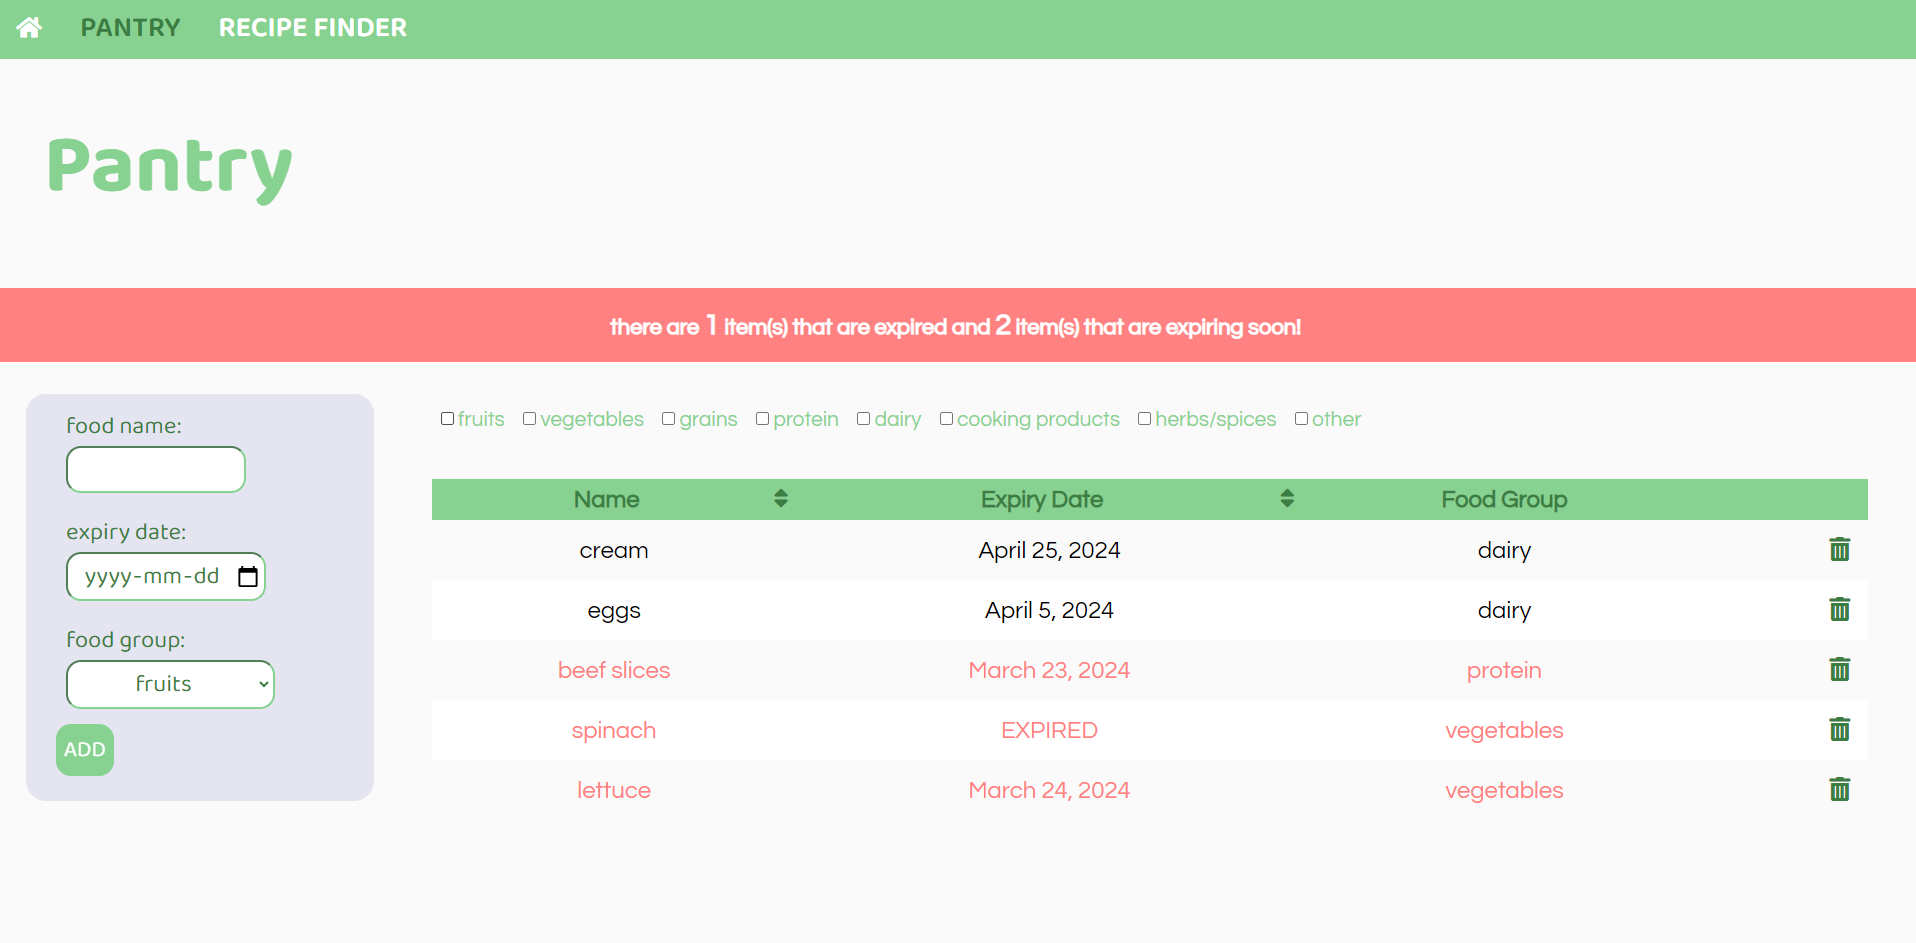 PANTRY RECIPE FINDER
Pantry
there are 1 item(s) that are expired and 2 item(s) that are expiring soon!
food name:
expiry date:
yyyy-mm-dd
food group:
fruits
ADD
fruits vegetables grains protein dairy cooking products herbs/spices other
Name Expiry Date Food Group
cream April 25, 2024 dairy
eggs April 5, 2024 dairy
beef slices March 23, 2024 protein
spinach EXPIRED vegetables
lettuce March 24, 2024 vegetables